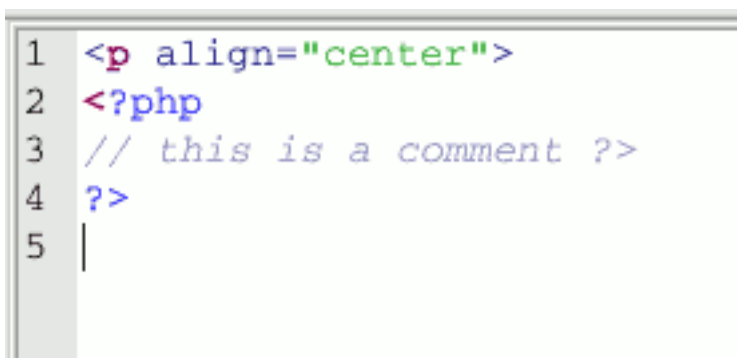 1 <p align="center">
2 <?php
3 // this is a comment ?>
4 ?>
5